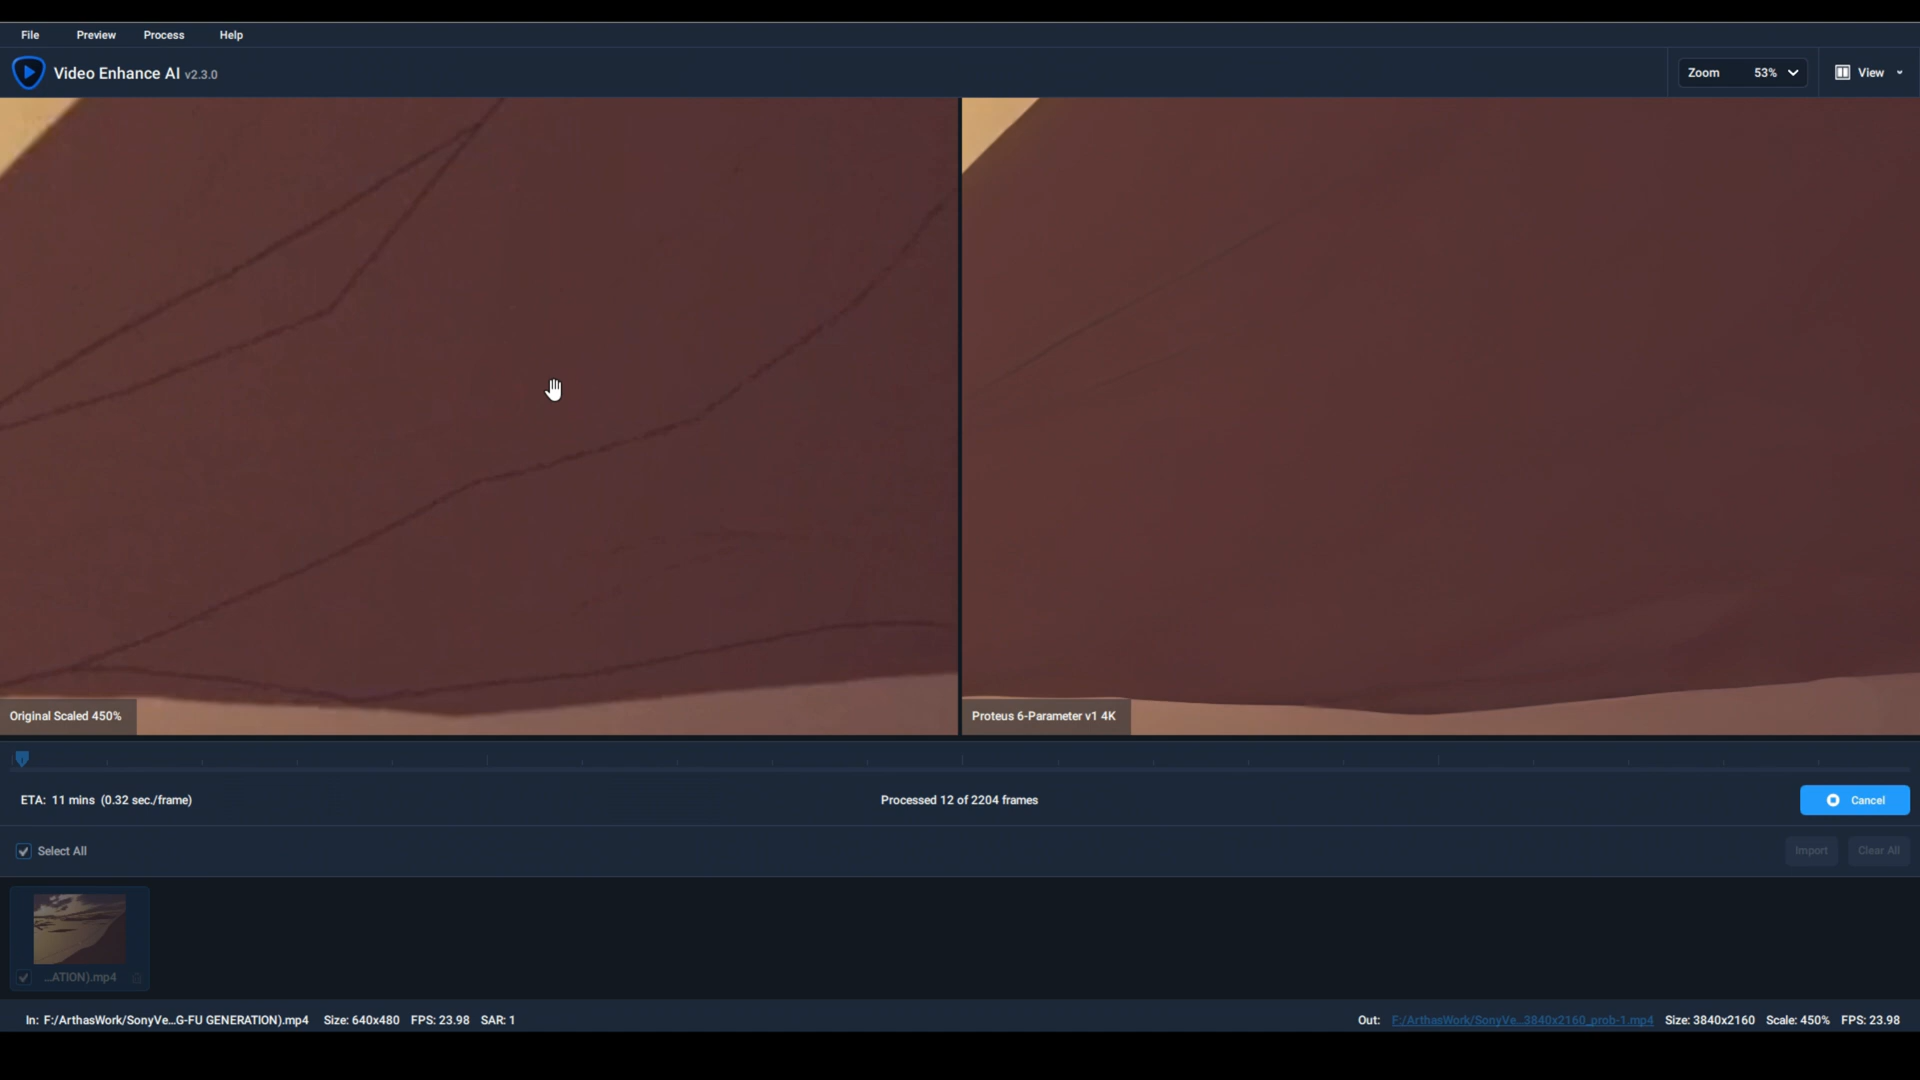 File Preview Process Help
Video Enhance AI v2.3.0
Zoom 53% View
Original Scaled 450%
Proteus 6-Parameter v1 4K
ETA: 11 mins (0.32 sec./frame) Processed 12 of 2204 frames Cancel
Select All Import Clear All
...ATION).mp4
In: F:/ArthasWork/SonyVe...G-FU GENERATION).mp4 Size: 640x480 FPS: 23.98 SAR: 1 Out: F:/ArthasWork/SonyVe...3840x2160_prob-1.mp4 Size: 3840x2160 Scale: 450% FPS: 23.98